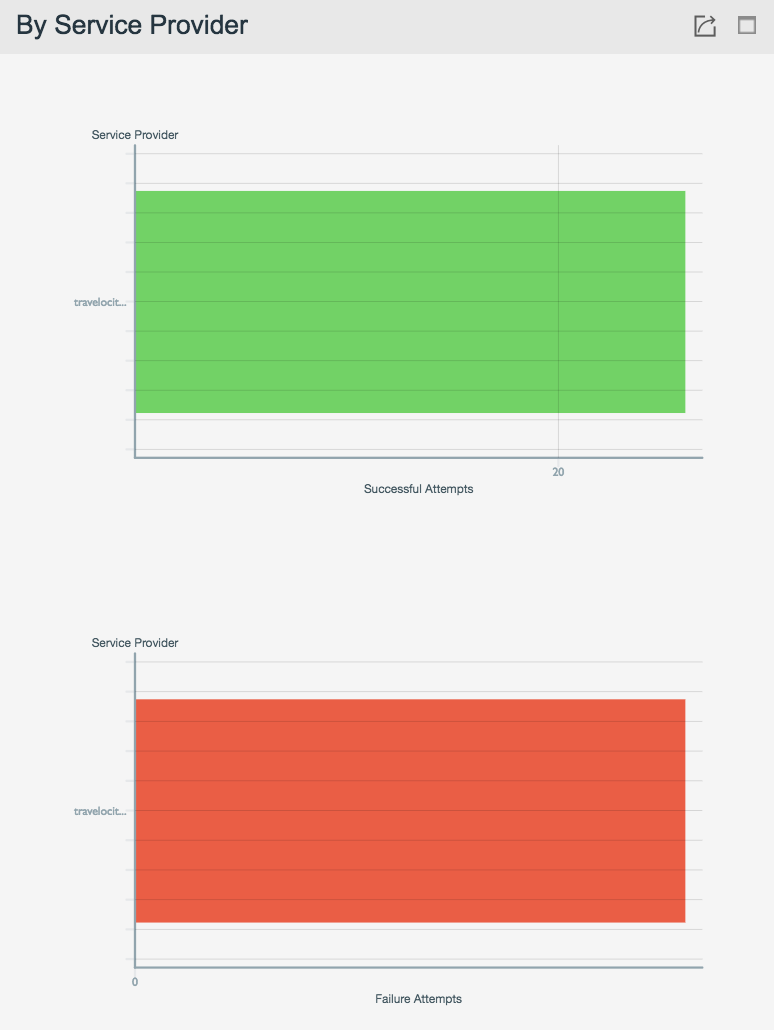 By Service Provider
Service Provider
travelocit...
20
Successful Attempts
Service Provider
travelocit...
0
Failure Attempts